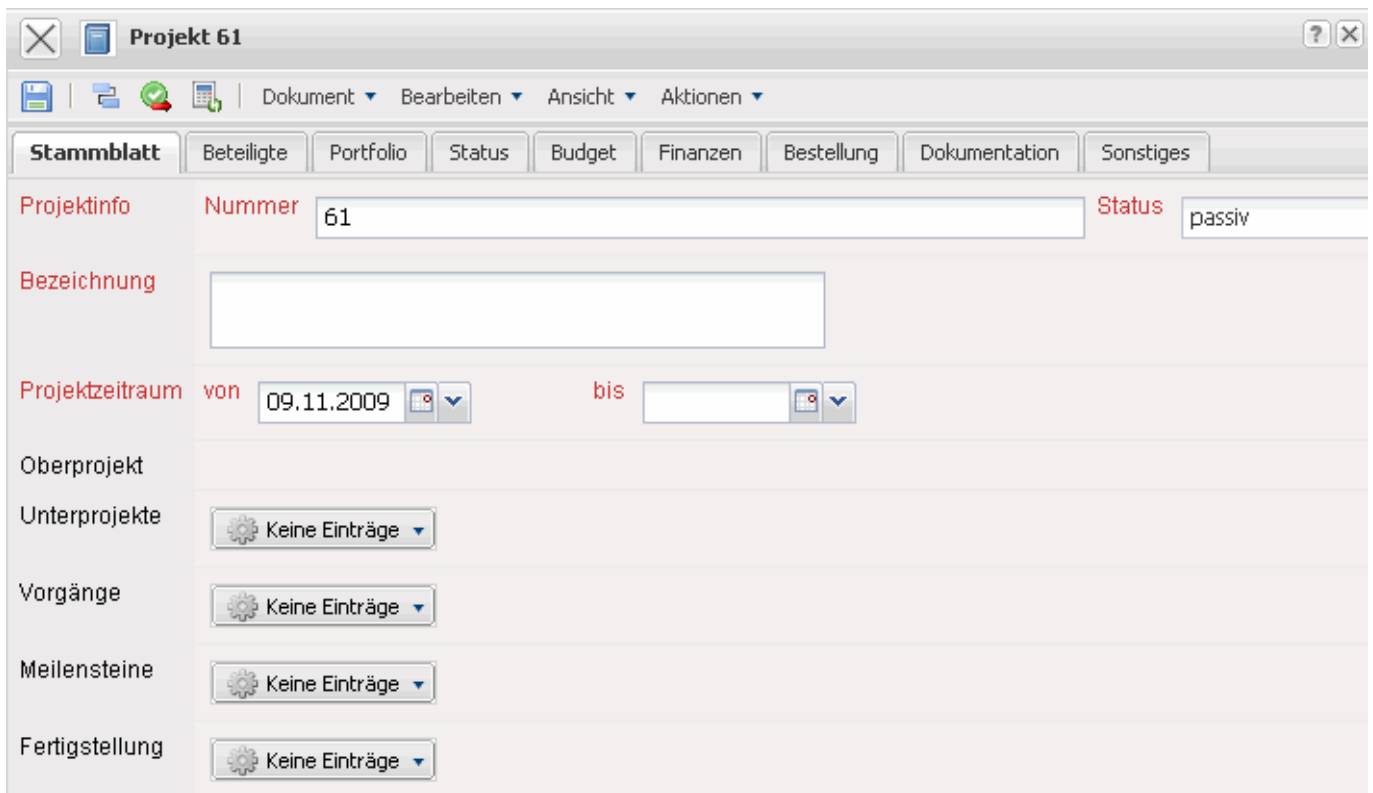 Projekt 61
Dokument Bearbeiten Ansicht Aktionen
Stammblatt Beteiligte Portfolio Status Budget Finanzen Bestellung Dokumentation Sonstiges
Projektinfo Nummer 61 Status passiv
Bezeichnung
Projektzeitraum von 09.11.2009 bis
Oberprojekt
Unterprojekte Keine Einträge
Vorgänge Keine Einträge
Meilensteine Keine Einträge
Fertigstellung Keine Einträge